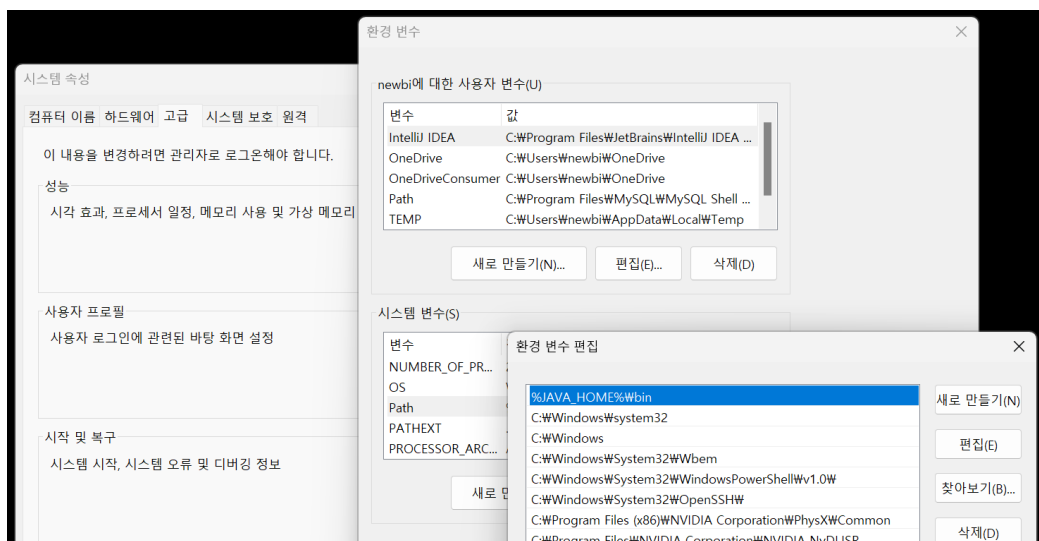 환경 변수
시스템 속성
컴퓨터 이름 하드웨어 고급 시스템 보호 원격
이 내용을 변경하려면 관리자로 로그온해야 합니다.
성능
시각 효과, 프로세서 일정, 메모리 사용 및 가상 메모리
사용자 프로필
사용자 로그인에 관련된 바탕 화면 설정
시작 및 복구
시스템 시작, 시스템 오류 및 디버깅 정보
newbi에 대한 사용자 변수(U)
변수 값
IntelliJ IDEA C:₩Program Files₩JetBrains₩IntelliJ IDEA ...
OneDrive C:₩Users₩newbi₩OneDrive
OneDriveConsumer C:₩Users₩newbi₩OneDrive
Path C:₩Program Files₩MySQL₩MySQL Shell ...
TEMP C:₩Users₩newbi₩AppData₩Local₩Temp
새로 만들기(N)... 편집(E)... 삭제(D)
시스템 변수(S)
변수
NUMBER_OF_PR...
OS
Path
PATHEXT
PROCESSOR_ARC...
새로
환경 변수 편집
%JAVA_HOME%₩bin
C:₩Windows₩system32
C:₩Windows
C:₩Windows₩System32₩Wbem
C:₩Windows₩System32₩WindowsPowerShell₩v1.0₩
C:₩Windows₩System32₩OpenSSH₩
C:₩Program Files (x86)₩NVIDIA Corporation₩PhysX₩Common
C:₩Program Files₩NVIDIA Corporation₩NVIDIA NvDLISR
새로 만들기(N)
편집(E)
찾아보기(B)...
삭제(D)